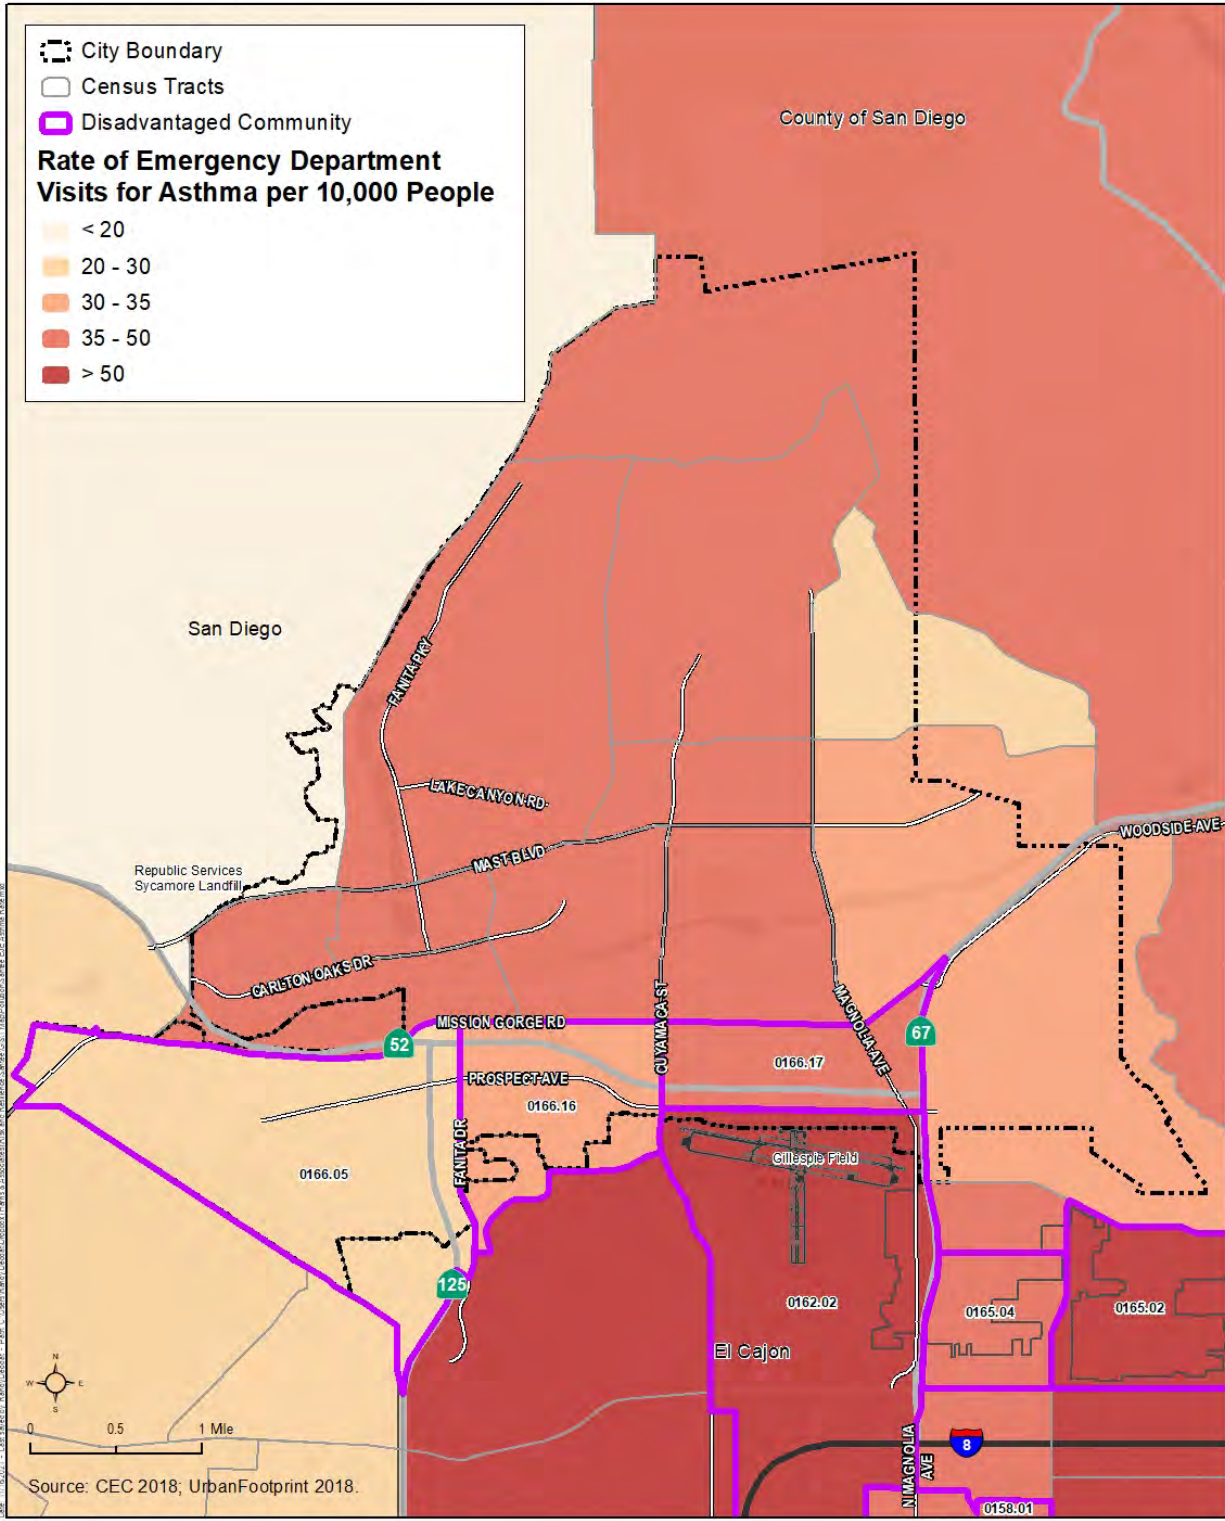 City Boundary
Census Tracts
Disadvantaged Community
Rate of Emergency Department
Visits for Asthma per 10,000 People
< 20
20 - 30
30 - 35
35 - 50
> 50
County of San Diego
San Diego
FANITA PKY
LAKE CANYON RD
MAST BLVD
WOODSIDE AVE
Republic Services
Sycamore Landfill
CARLTON OAKS DR
CUYAMACA ST
MAGNOLIA AVE
MISSION GORGE RD
52
67
0166.17
PROSPECT AVE
0166.16
FANITA DR
Gillespie Field
0166.05
125
0162.02
0165.04
0165.02
El Cajon
N
W E
S
0 0.5 1 Mile
N MAGNOLIA
AVE
8
Source: CEC 2018; UrbanFootprint 2018.
0158.01